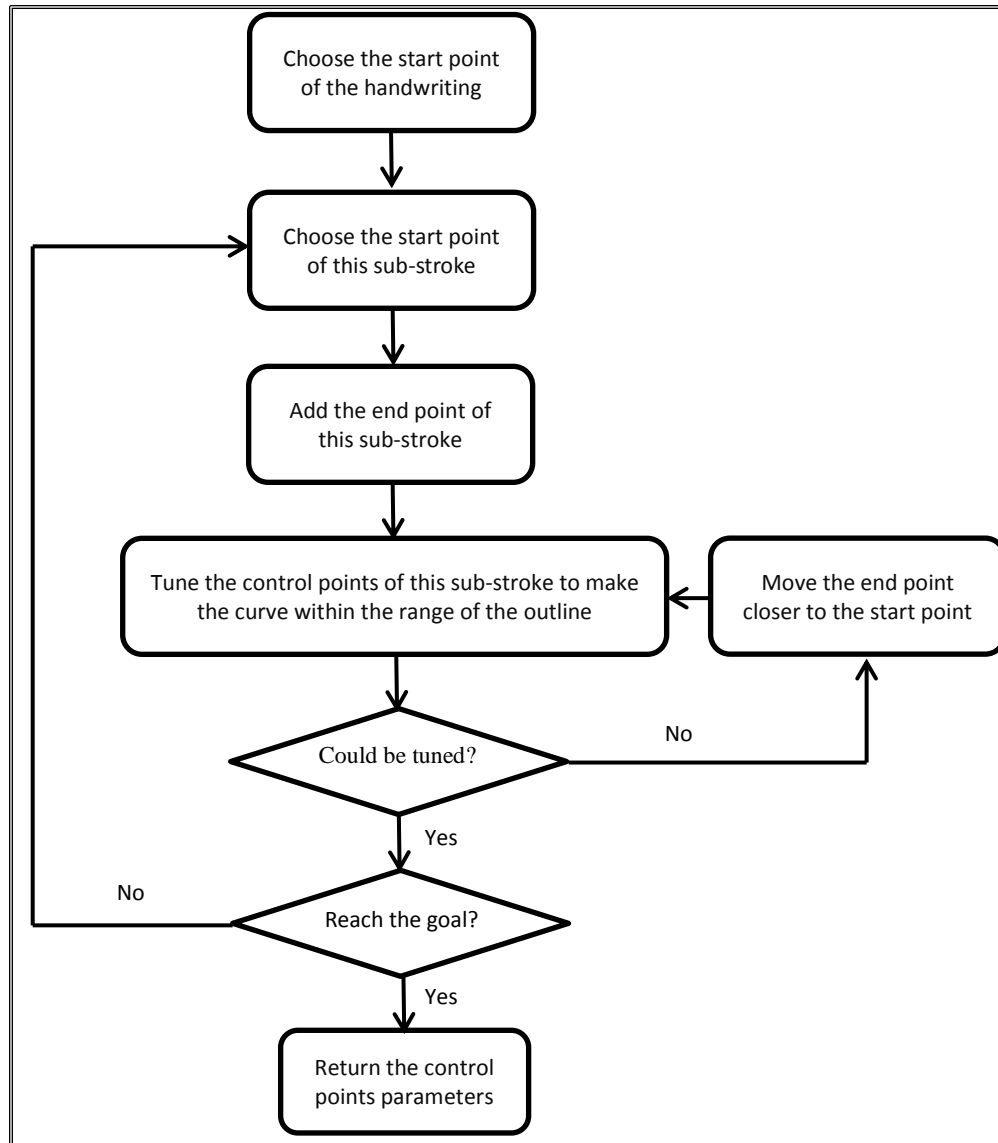 Choose the start point
of the handwriting
Choose the start point
of this sub-stroke
Add the end point of
this sub-stroke
Tune the control points of this sub-stroke to make
the curve within the range of the outline
Move the end point
closer to the start point
Could be tuned?
No
Yes
No
Reach the goal?
Yes
Return the control
points parameters